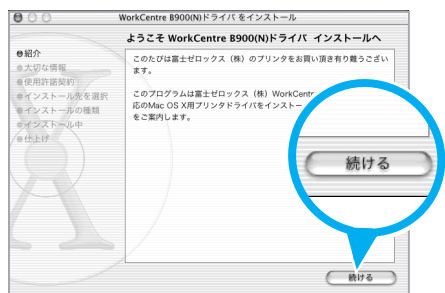 WorkCentre B900(N)ドライバ をインストール
ようこそ WorkCentre B900(N)ドライバ インストールへ
紹介
大切な情報
使用許諾契約
インストール先を選択
インストールの種類
インストール中
仕上げ
このたびは富士ゼロックス（株）のプリンタをお買い頂き有り難うござい
ます。
このプログラムは富士ゼロックス（株）WorkCentr
応のMac OS X用プリンタドライバをインストー
をご案内します。
続ける
続ける